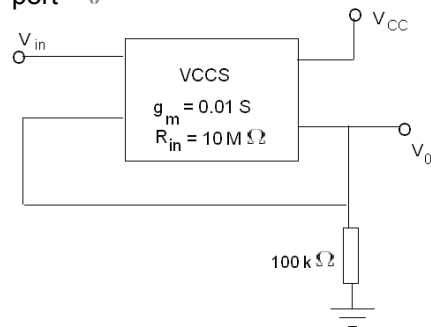 port
V in
V CC
VCCS
g m = 0.01 S
R in = 10 M Ω
V 0
100 k Ω